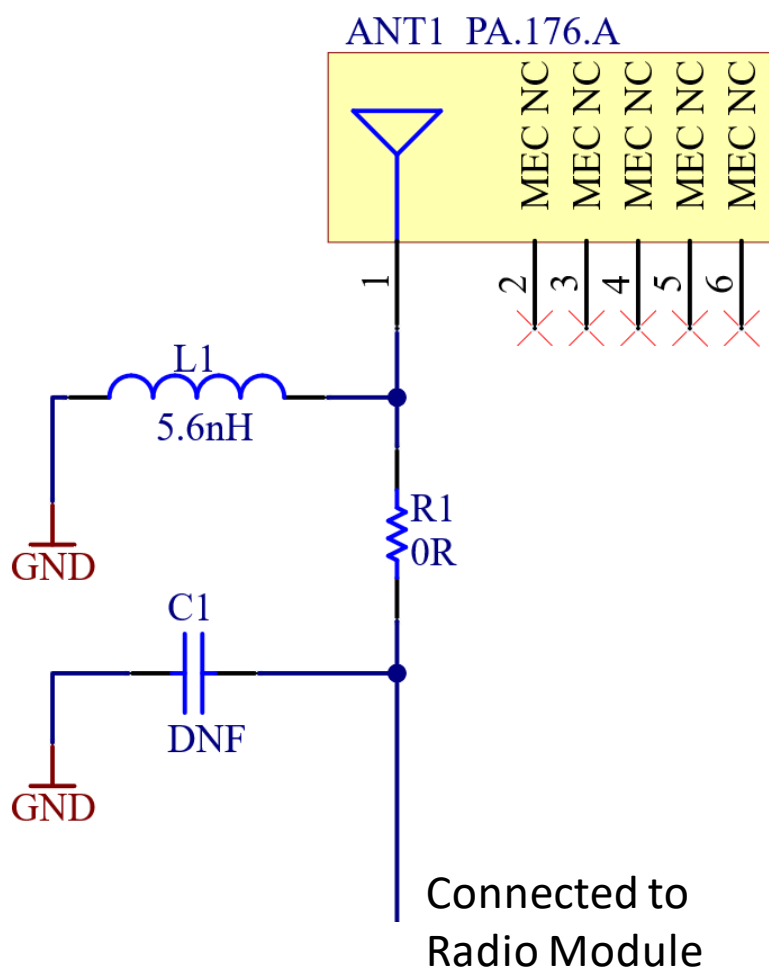 ANT1 PA.176.A
MEC NC
MEC NC
MEC NC
MEC NC
MEC NC
1
2
3
4
5
6
L1
5.6nH
GND
R1
0R
C1
DNF
GND
Connected to
Radio Module